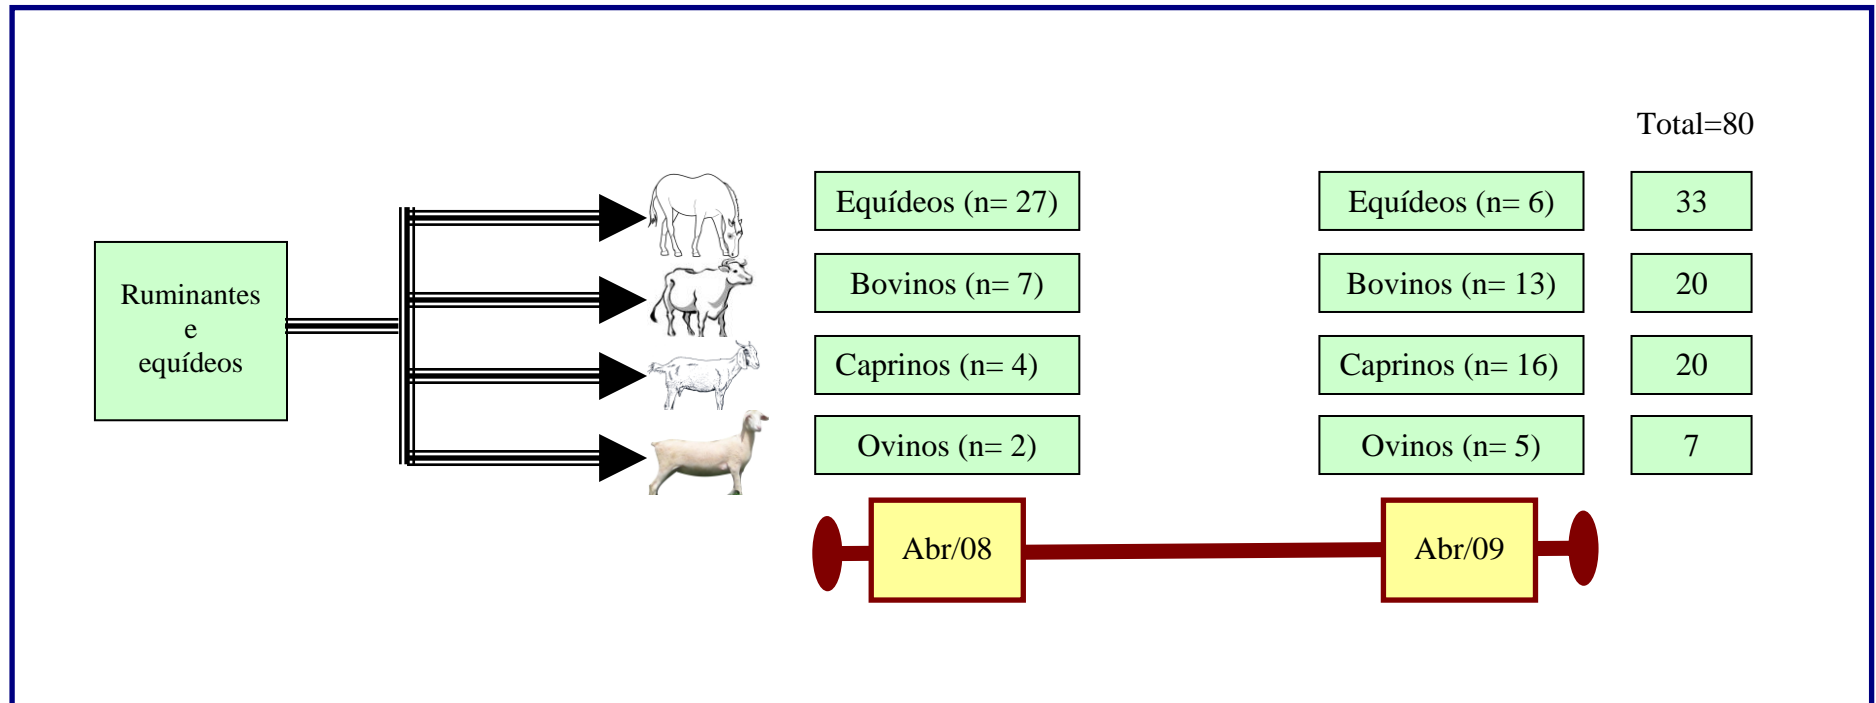 Total=80
Equídeos (n= 27)
Equídeos (n= 6)
33
Ruminantes
e
equídeos
Bovinos (n= 7)
Bovinos (n= 13)
20
Caprinos (n= 4)
Caprinos (n= 16)
20
Ovinos (n= 2)
Ovinos (n= 5)
7
Abr/08
Abr/09